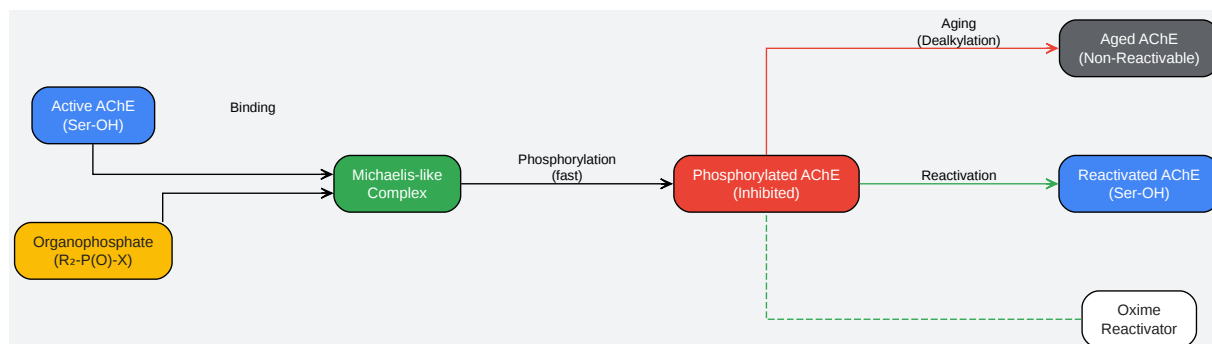 Aging
(Dealkylation)
Aged AChE
(Non-Reactivable)
Active AChE
(Ser-OH)
Binding
Michaelis-like
Complex
Phosphorylation
(fast)
Phosphorylated AChE
(Inhibited)
Reactivation
Reactivated AChE
(Ser-OH)
Organophosphate
(R₂-P(O)-X)
Oxime
Reactivator